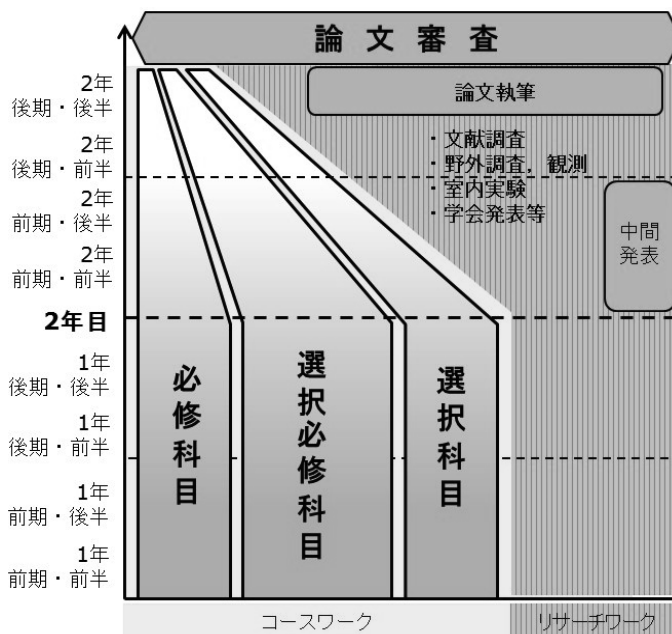 論文審査
論文執筆
・文献調査
・野外調査，観測
・室内実験
・学会発表等
中間
発表
2年
後期・後半
2年
後期・前半
2年
前期・後半
2年
前期・前半
2年目
1年
後期・後半
1年
後期・前半
1年
前期・後半
1年
前期・前半
必修科目
選択必修科目
選択科目
コースワーク
リサーチワーク